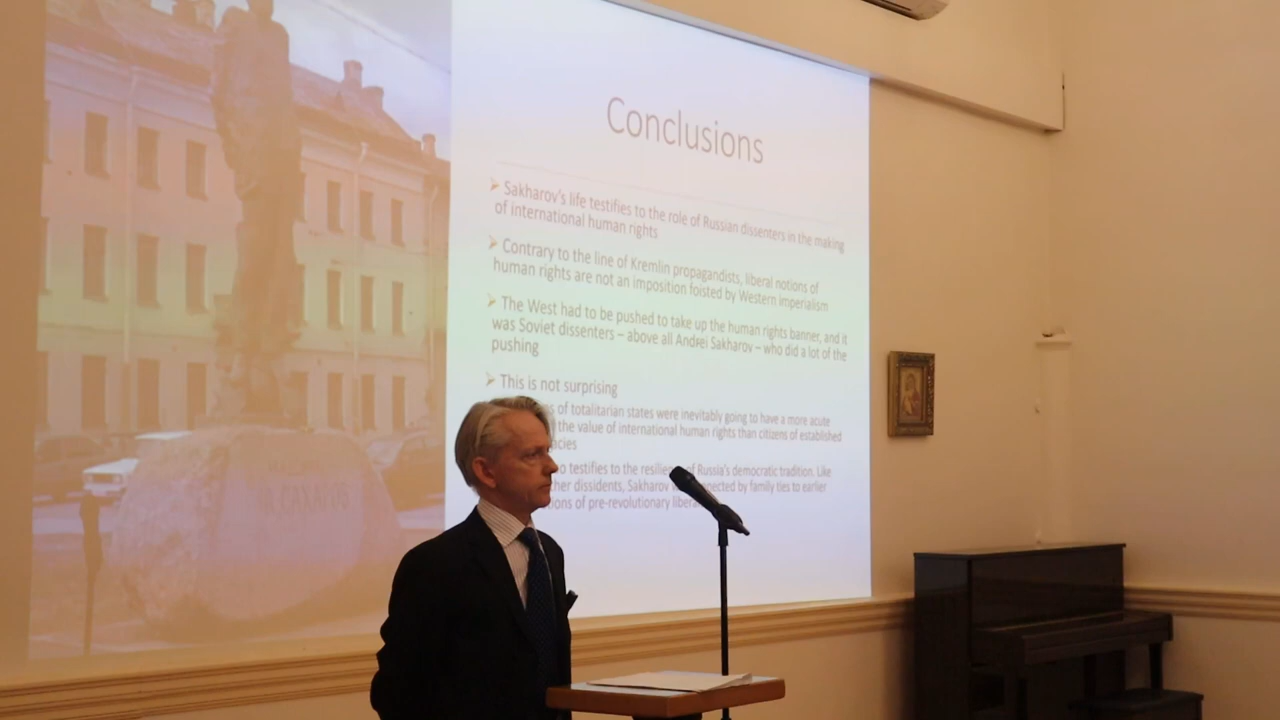 Conclusions
Sakharov's life testifies to the role of Russian dissenters in the making
of international human rights
Contrary to the line of Kremlin propagandists, liberal notions of
human rights are not an imposition foisted by Western imperialism
The West had to be pushed to take up the human rights banner, and it
was Soviet dissenters – above all Andrei Sakharov – who did a lot of the
pushing
This is not surprising
of totalitarian states were inevitably going to have a more acute
the value of international human rights than citizens of established
testifies to the resilience of Russia's democratic tradition. Like
dissidents, Sakharov was connected by family ties to earlier
of pre-revolutionary